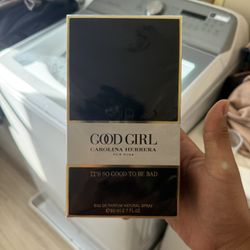 GOOD GIRL
CAROLINA HERRERA
NEW YORK
IT'S SO GOOD TO BE BAD
EAU DE PARFUM NATURAL SPRAY